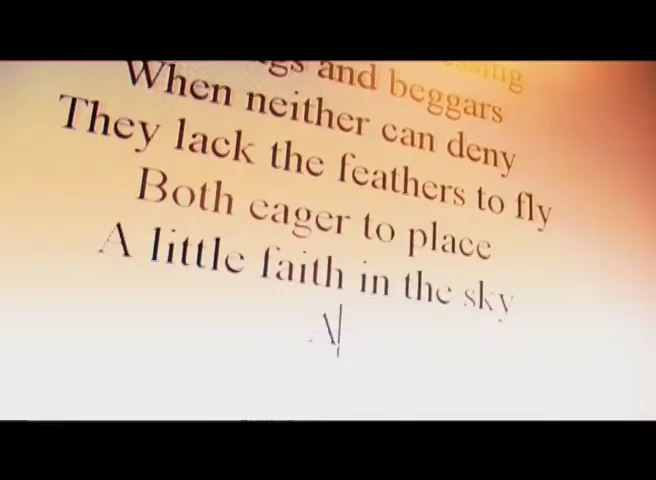 and beggars
When neither can deny
They lack the feathers to fly
Both eager to place
A little faith in the sky
A